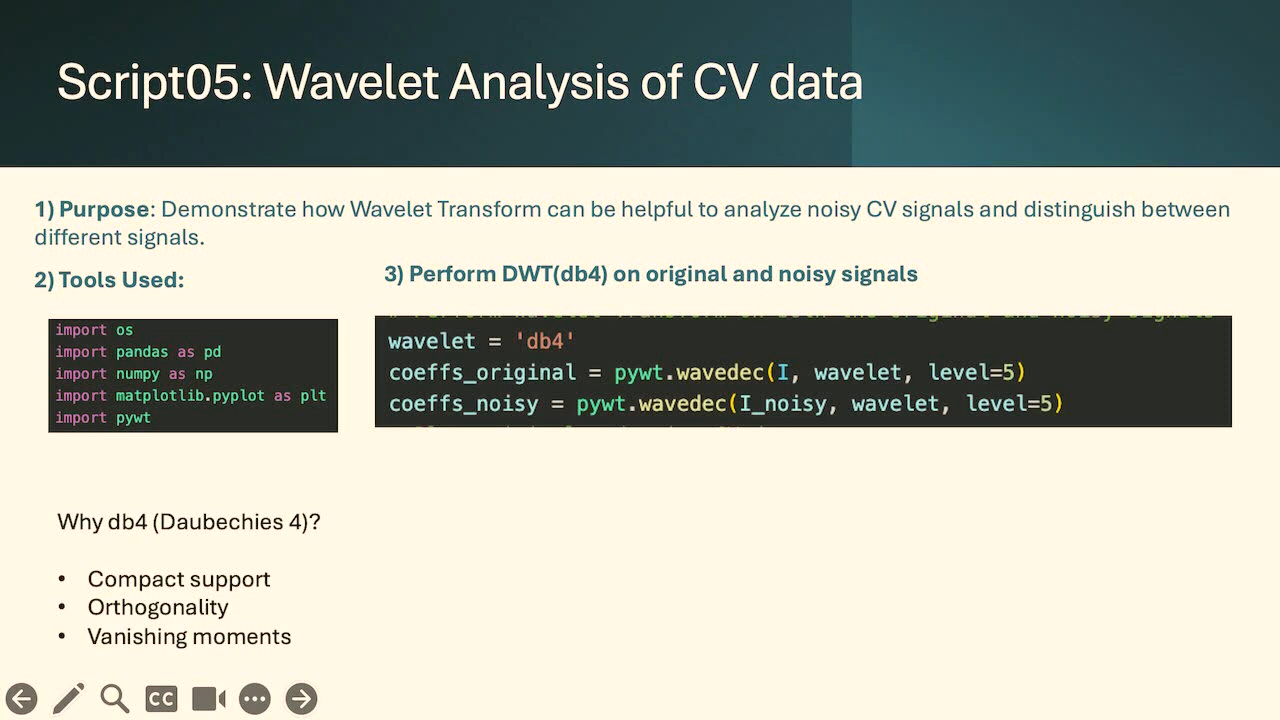 Script05: Wavelet Analysis of CV data
1) Purpose: Demonstrate how Wavelet Transform can be helpful to analyze noisy CV signals and distinguish between
different signals.
2) Tools Used:
import os
import pandas as pd
import numpy as np
import matplotlib.pyplot as plt
import pywt
3) Perform DWT(db4) on original and noisy signals
wavelet = 'db4'
coeffs_original = pywt.wavedec(I, wavelet, level=5)
coeffs_noisy = pywt.wavedec(I_noisy, wavelet, level=5)
Why db4 (Daubechies 4)?
• Compact support
• Orthogonality
• Vanishing moments
CC